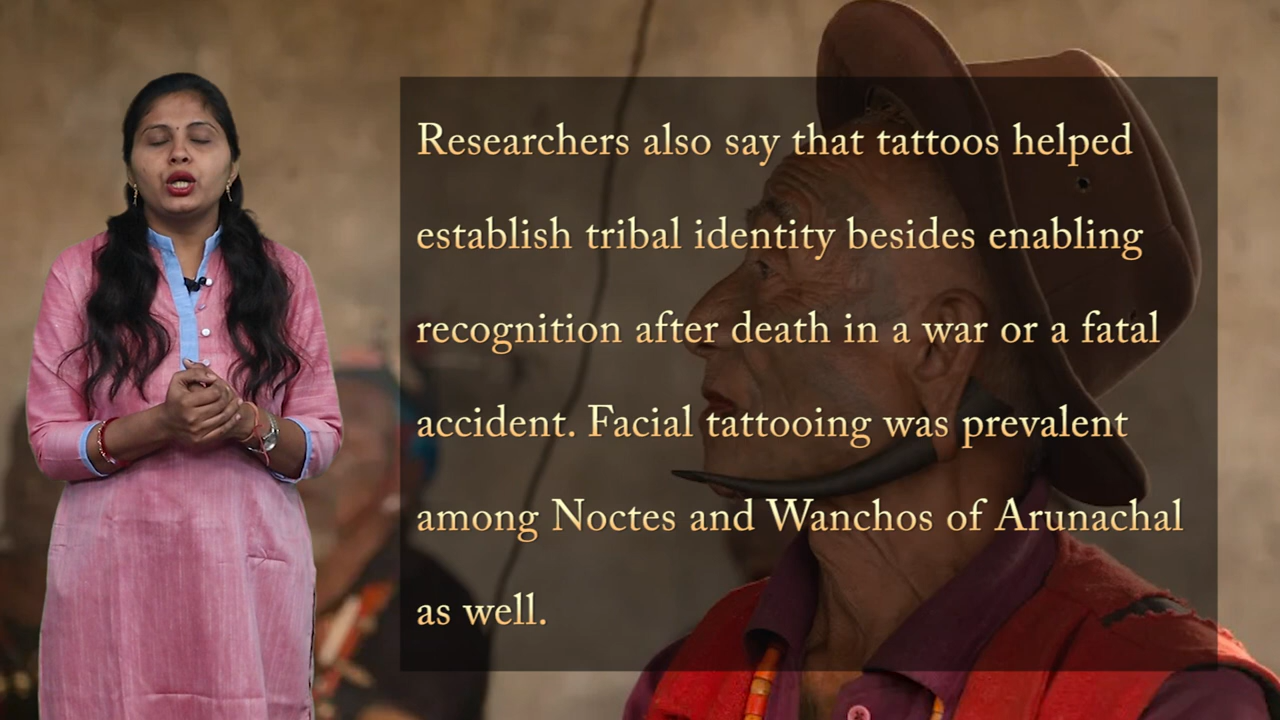 Researchers also say that tattoos helped
establish tribal identity besides enabling
recognition after death in a war or a fatal
accident. Facial tattooing was prevalent
among Noctes and Wanchos of Arunachal
as well.